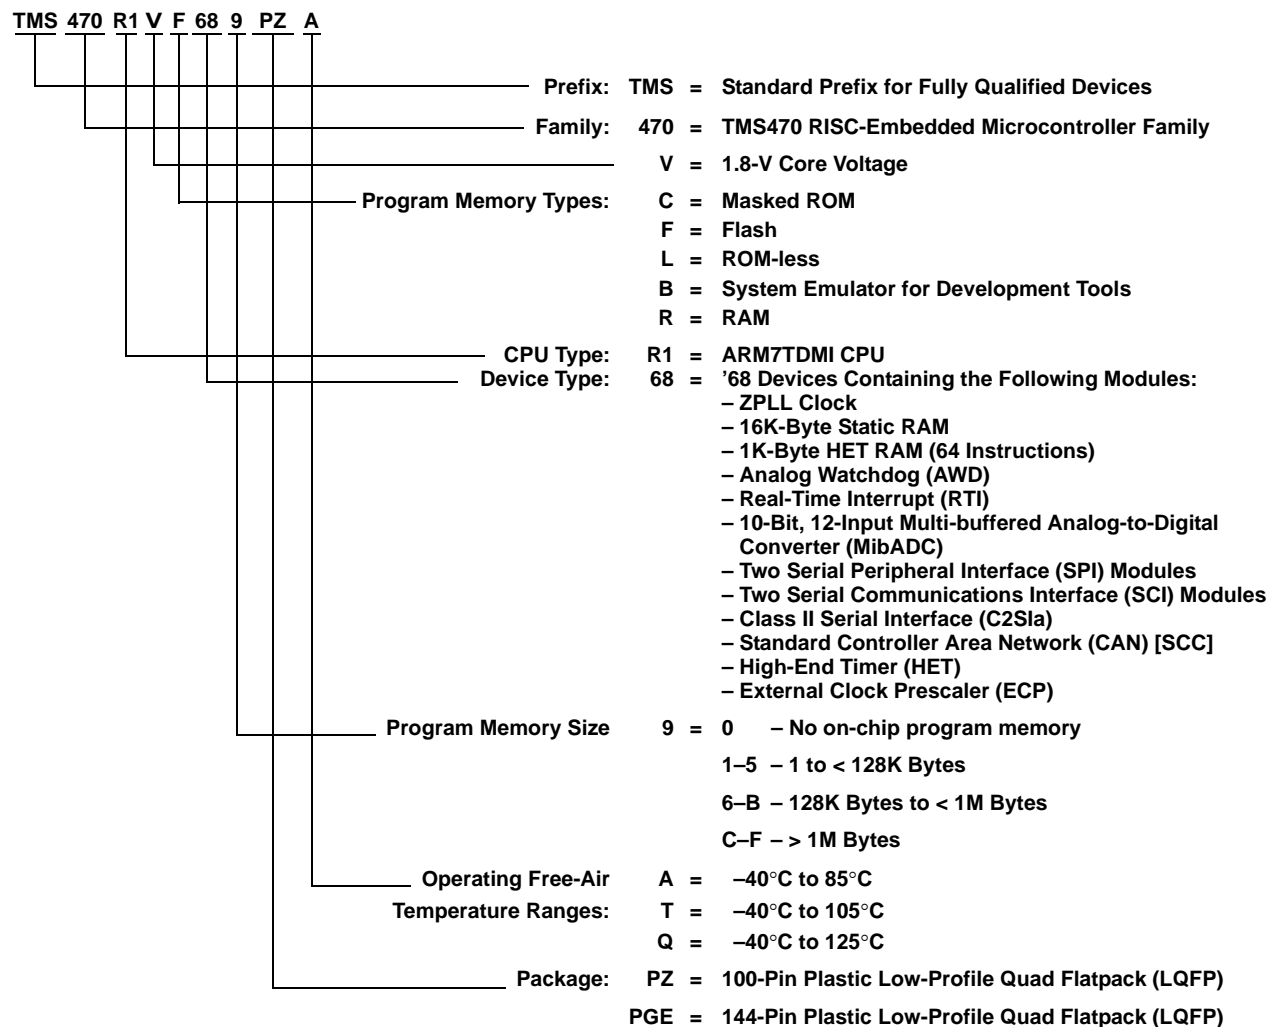 TMS 470 R1 V F 68 9 PZ A
Prefix: TMS = Standard Prefix for Fully Qualified Devices
Family: 470 = TMS470 RISC-Embedded Microcontroller Family
V = 1.8-V Core Voltage
Program Memory Types: C = Masked ROM
F = Flash
L = ROM-less
B = System Emulator for Development Tools
R = RAM
CPU Type: R1 = ARM7TDMI CPU
Device Type: 68 = ’68 Devices Containing the Following Modules:
– ZPLL Clock
– 16K-Byte Static RAM
– 1K-Byte HET RAM (64 Instructions)
– Analog Watchdog (AWD)
– Real-Time Interrupt (RTI)
– 10-Bit, 12-Input Multi-buffered Analog-to-Digital
Converter (MibADC)
– Two Serial Peripheral Interface (SPI) Modules
– Two Serial Communications Interface (SCI) Modules
– Class II Serial Interface (C2SIa)
– Standard Controller Area Network (CAN) [SCC]
– High-End Timer (HET)
– External Clock Prescaler (ECP)
Program Memory Size 9 = 0 – No on-chip program memory
1–5 – 1 to < 128K Bytes
6–B – 128K Bytes to < 1M Bytes
C–F – > 1M Bytes
Operating Free-Air A = –40°C to 85°C
Temperature Ranges: T = –40°C to 105°C
Q = –40°C to 125°C
Package: PZ = 100-Pin Plastic Low-Profile Quad Flatpack (LQFP)
PGE = 144-Pin Plastic Low-Profile Quad Flatpack (LQFP)